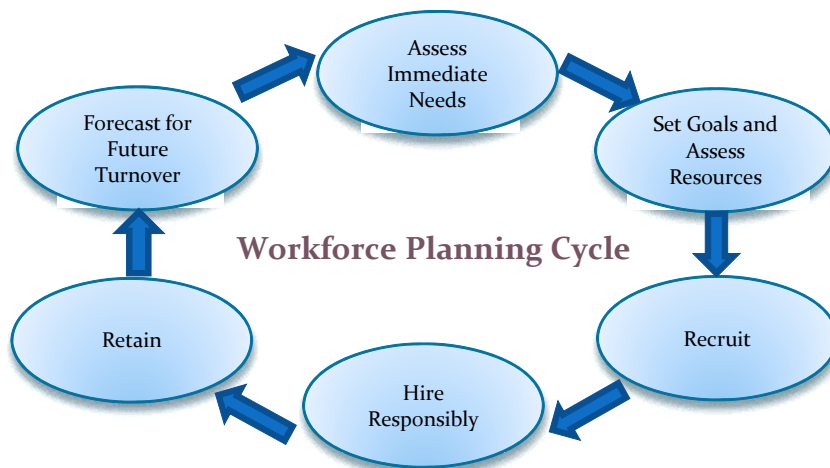 Assess
Immediate
Needs
Set Goals and
Assess
Resources
Recruit
Hire
Responsibly
Retain
Forecast for
Future
Turnover
Workforce Planning Cycle